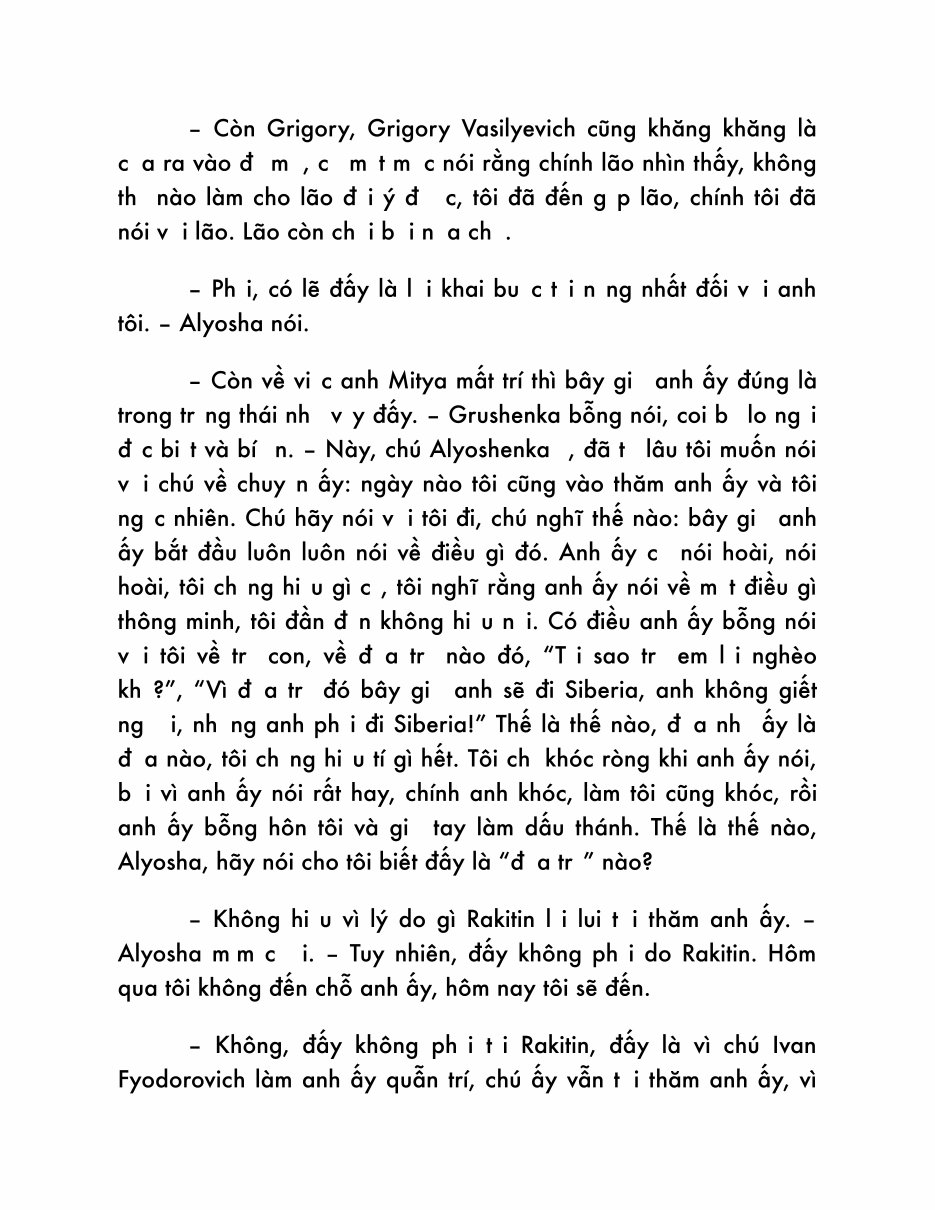 – Còn Grigory, Grigory Vasilyevich cũng khăng khăng là
c a ra vào đ m , c m t m c nói rằng chính lão nhìn thấy, không
th nào làm cho lão đ i ý đ c, tôi đã đến g p lão, chính tôi đã
nói v i lão. Lão còn ch i b i n a ch .
– Ph i, có lẽ đấy là l i khai bu c t i n ng nhất đối v i anh
tôi. – Alyosha nói.
– Còn về vi c anh Mitya mất trí thì bây gi anh ấy đúng là
trong tr ng thái nh v y đấy. – Grushenka bỗng nói, coi b lo ng i
đ c bi t và bí n. – Này, chú Alyoshenka , đã t lâu tôi muốn nói
v i chú về chuy n ấy: ngày nào tôi cũng vào thăm anh ấy và tôi
ng c nhiên. Chú hãy nói v i tôi đi, chú nghĩ thế nào: bây gi anh
ấy bắt đầu luôn luôn nói về điều gì đó. Anh ấy c nói hoài, nói
hoài, tôi ch ng hi u gì c , tôi nghĩ rằng anh ấy nói về m t điều gì
thông minh, tôi đần đ n không hi u n i. Có điều anh ấy bỗng nói
v i tôi về tr con, về đ a tr nào đó, “T i sao tr em l i nghèo
kh ?”, “Vì đ a tr đó bây gi anh sẽ đi Siberia, anh không giết
ng i, nh ng anh ph i đi Siberia!” Thế là thế nào, đ a nh ấy là
đ a nào, tôi ch ng hi u tí gì hết. Tôi ch khóc ròng khi anh ấy nói,
b i vì anh ấy nói rất hay, chính anh khóc, làm tôi cũng khóc, rồi
anh ấy bỗng hôn tôi và gi tay làm dấu thánh. Thế là thế nào,
Alyosha, hãy nói cho tôi biết đấy là “đ a tr ” nào?
– Không hi u vì lý do gì Rakitin l i lui t i thăm anh ấy. –
Alyosha m m c i. – Tuy nhiên, đấy không ph i do Rakitin. Hôm
qua tôi không đến chỗ anh ấy, hôm nay tôi sẽ đến.
– Không, đấy không ph i t i Rakitin, đấy là vì chú Ivan
Fyodorovich làm anh ấy quẫn trí, chú ấy vẫn t i thăm anh ấy, vì